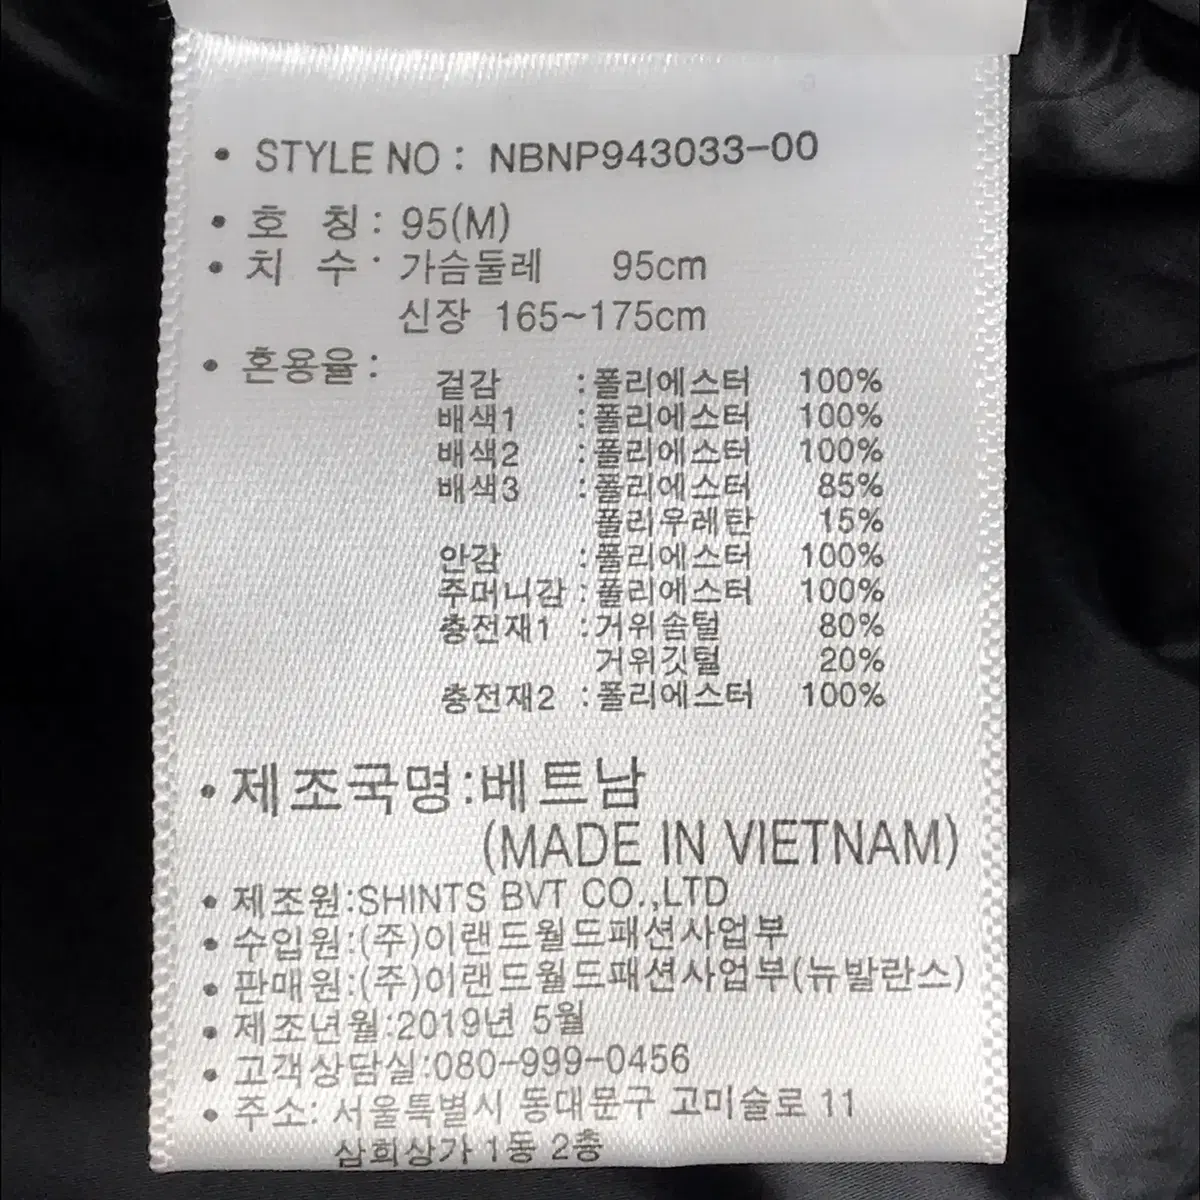 • STYLE NO : NBNP943033-00
• 호 칭 : 95(M)
• 치 수 : 가슴둘레 95cm
신장 165~175cm
• 혼용율 :
겉감 :폴리에스터 100%
배색1 :폴리에스터 100%
배색2 :폴리에스터 100%
배색3 :폴리에스터 85%
폴리우레탄 15%
안감 :폴리에스터 100%
주머니감 :폴리에스터 100%
충전재1 :거위솜털 80%
거위깃털 20%
충전재2 :폴리에스터 100%
• 제조국명:베트남
(MADE IN VIETNAM)
• 제조원:SHINTS BVT CO.,LTD
• 수입원:(주)이랜드월드패션사업부
• 판매원:(주)이랜드월드패션사업부(뉴발란스)
• 제조년월:2019년 5월
• 고객상담실:080-999-0456
• 주소: 서울특별시 동대문구 고미술로 11
삼희상가 1동 2층